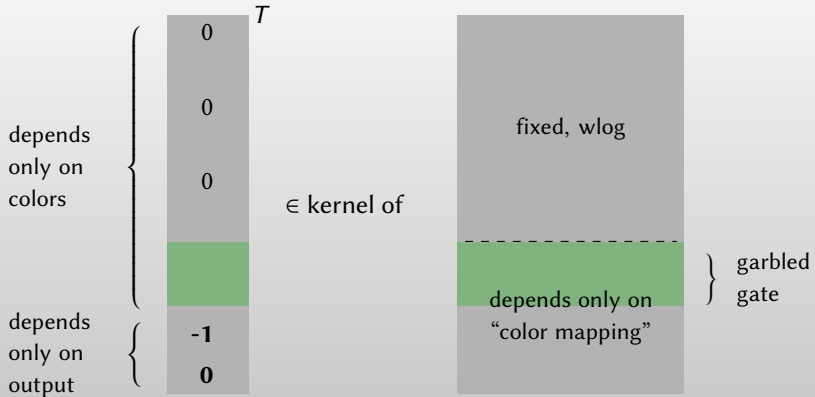 T
0
0
0
depends
only on
colors
∈ kernel of
fixed, wlog
garbled
gate
depends only on
“color mapping”
depends
only on
output
-1
0